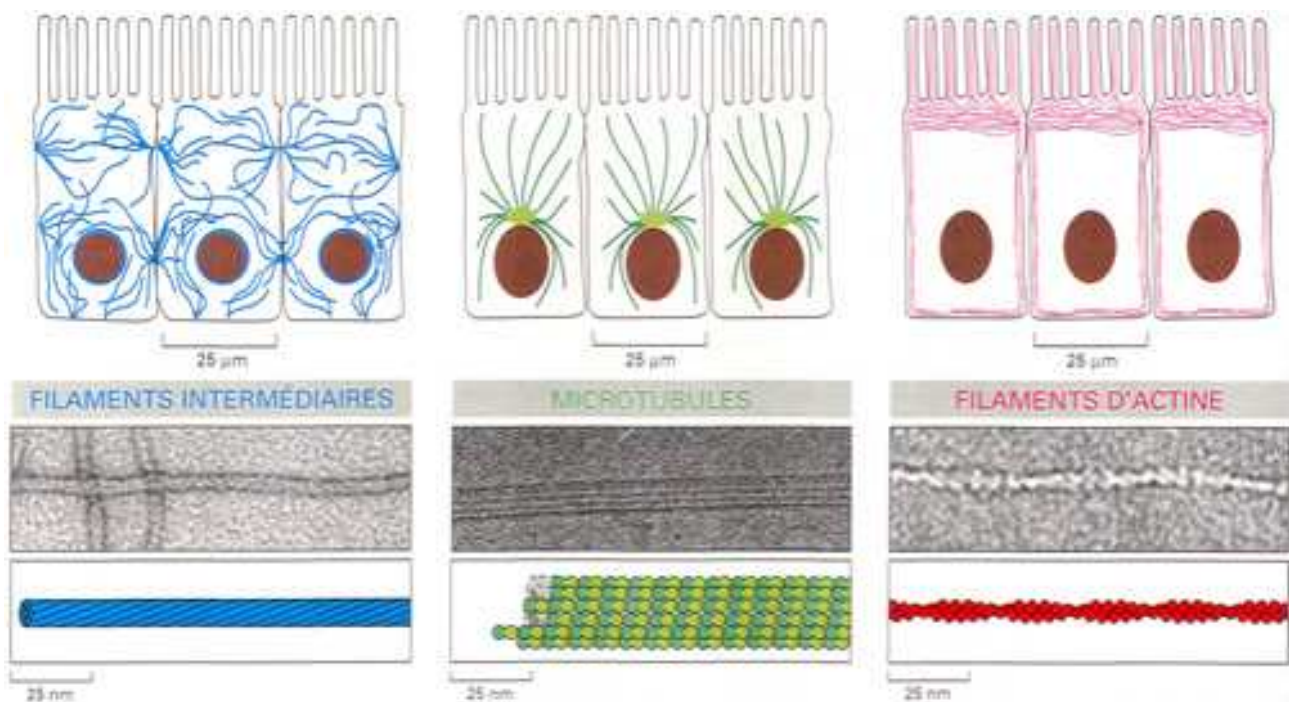 25 µm
25 µm
25 µm
FILAMENTS INTERMÉDIAIRES
MICROTUBULES
FILAMENTS D'ACTINE
25 nm
25 nm
25 nm